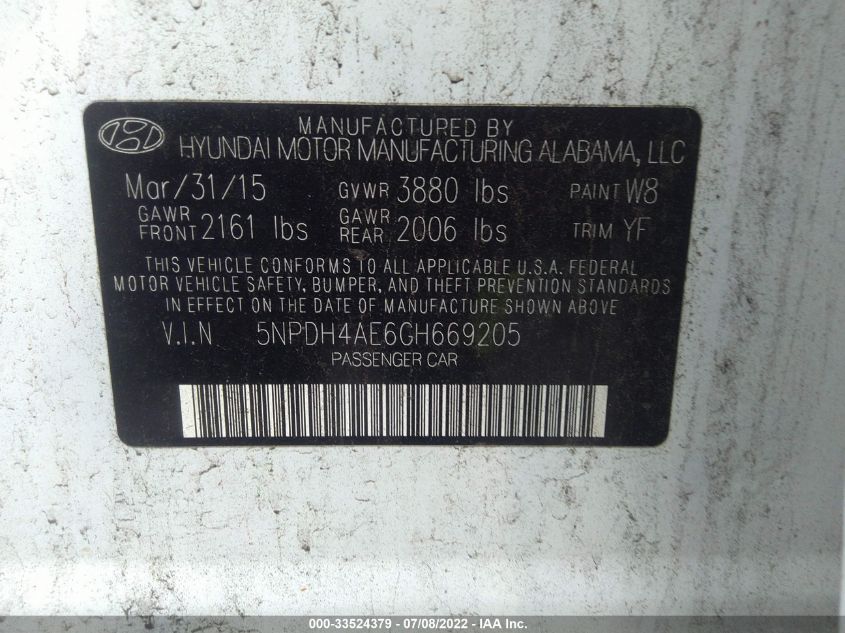 MANUFACTURED BY
HYUNDAI MOTOR MANUFACTURING ALABAMA, LLC
Mar/31/15 GVWR 3880 lbs PAINT W8
GAWR FRONT 2161 lbs GAWR REAR 2006 lbs TRIM YF
THIS VEHICLE CONFORMS TO ALL APPLICABLE U.S.A. FEDERAL
MOTOR VEHICLE SAFETY, BUMPER, AND THEFT PREVENTION STANDARDS
IN EFFECT ON THE DATE OF MANUFACTURE SHOWN ABOVE
V.I.N 5NPDH4AE6GH669205
PASSENGER CAR
000-33524379 - 07/08/2022 - IAA Inc.